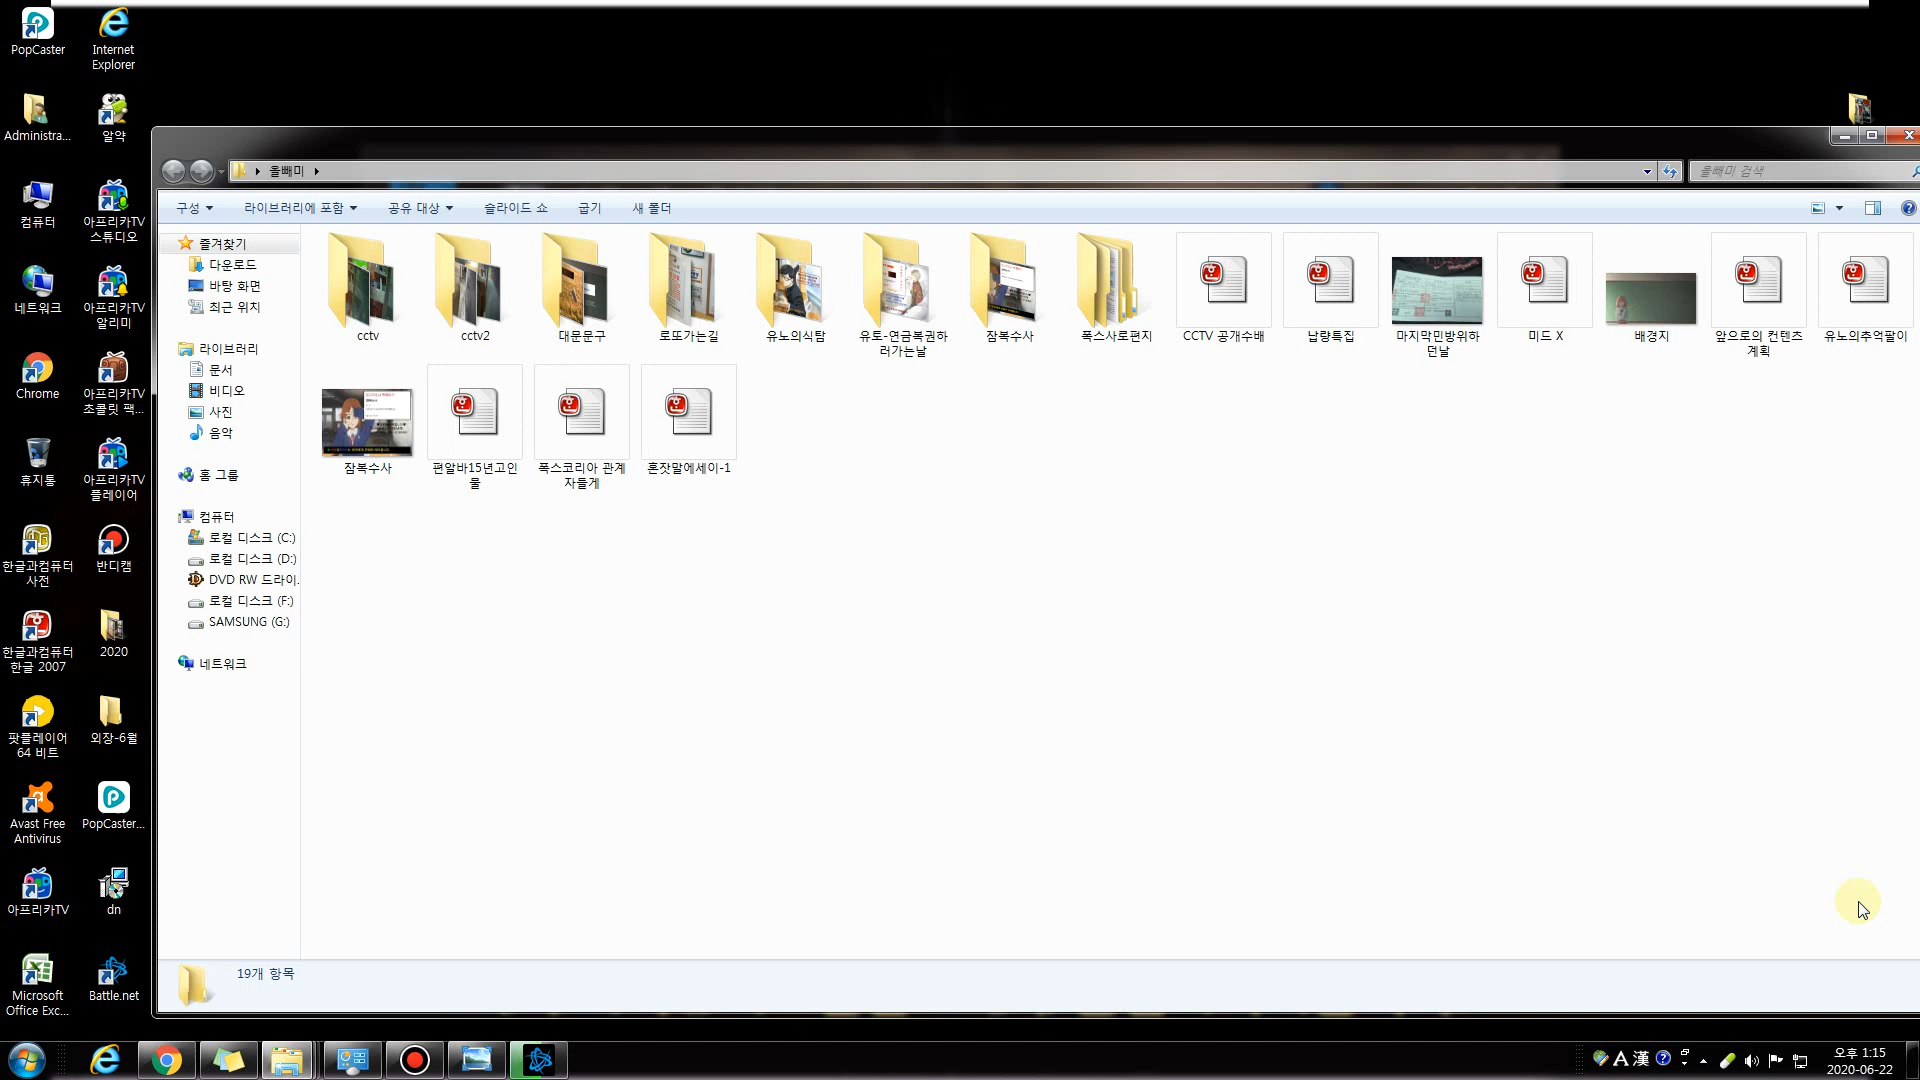 PopCaster
Internet
Explorer
Administra...
알약
컴퓨터
아프리카TV
스튜디오
네트워크
아프리카TV
알리미
Chrome
아프리카TV
초콜릿 팩...
휴지통
아프리카TV
플레이어
한글과컴퓨터
사전
반디캠
한글과컴퓨터
한글 2007
2020
팟플레이어
64 비트
외장-6월
Avast Free
Antivirus
PopCaster...
아프리카TV
dn
Microsoft
Office Exc...
Battle.net
올빼미
올빼미 검색
구성
라이브러리에 포함
공유 대상
슬라이드 쇼
굽기
새 폴더
즐겨찾기
다운로드
바탕 화면
최근 위치
라이브러리
문서
비디오
사진
음악
홈 그룹
컴퓨터
로컬 디스크 (C:)
로컬 디스크 (D:)
DVD RW 드라이.
로컬 디스크 (F:)
SAMSUNG (G:)
네트워크
cctv
cctv2
대문문구
로또가는길
유노의식탐
유토-연금복권하
러가는날
잠복수사
폭스사로편지
CCTV 공개수배
납량특집
마지막민방위하
던날
미드 X
배경지
앞으로의 컨텐츠
계획
유노의추억팔이
잠복수사
편알바15년고인
물
폭스코리아 관계
자들게
혼잣말에세이-1
19개 항목
A 漢
오후 1:15
2020-06-22